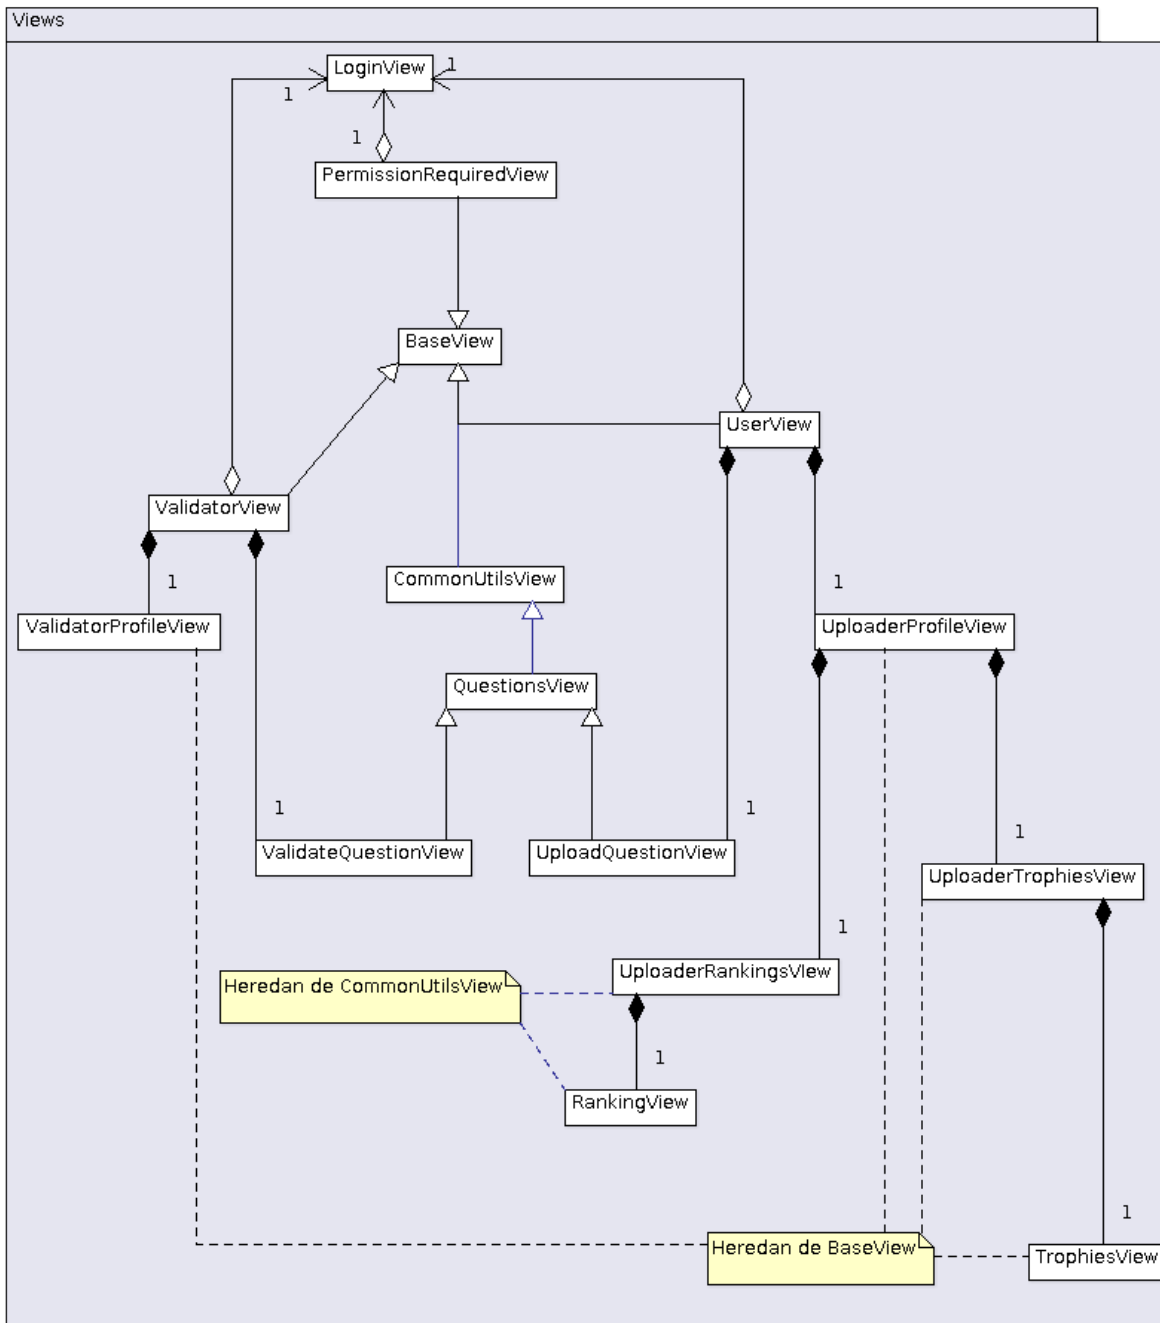 Views
LoginView
1
1
1
PermissionRequiredView
BaseView
UserView
ValidatorView
CommonUtilsView
1
1
ValidatorProfileView
UploaderProfileView
QuestionsView
1
1
1
ValidateQuestionView
UploadQuestionView
UploaderTrophiesView
1
UploaderRankingsView
Heredan de CommonUtilsView
1
RankingView
1
Heredan de BaseView
TrophiesView